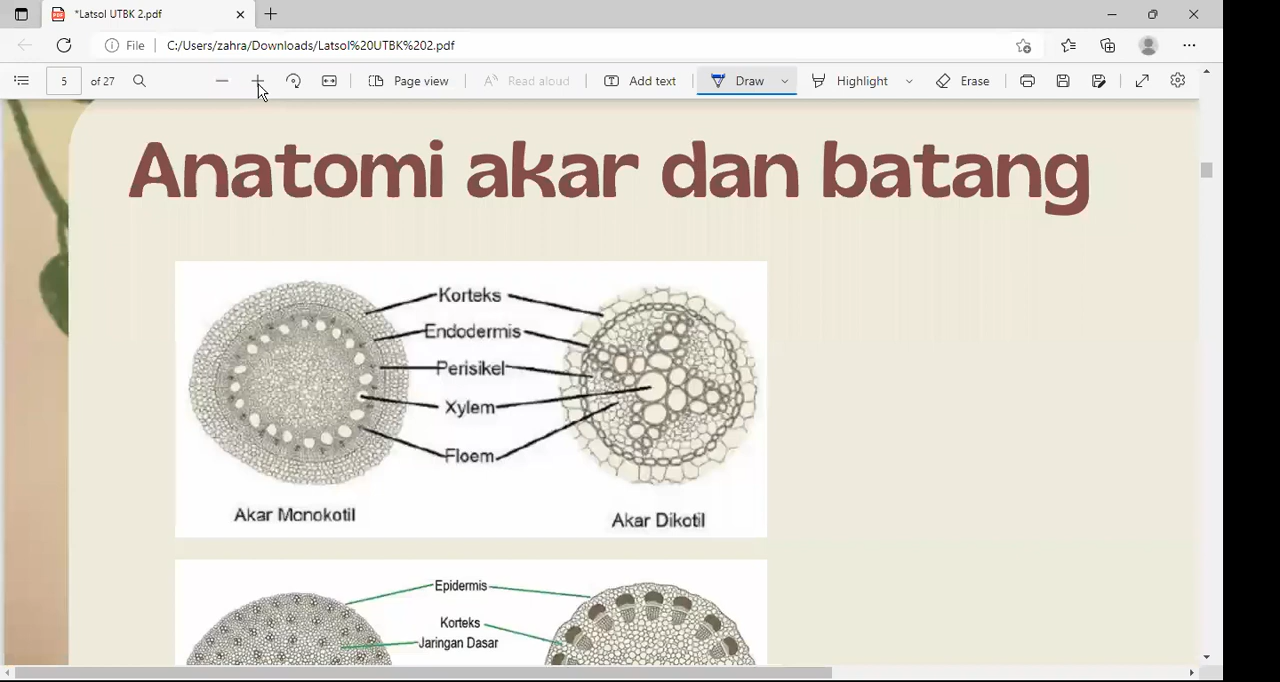 *Latsol UTBK 2.pdf
File
C:/Users/zahra/Downloads/Latsol%20UTBK%202.pdf
5 of 27
Page view
Read aloud
Add text
Draw
Highlight
Erase
Anatomi akar dan batang
Korteks
Endodermis
Perisikel
Xylem
Floem
Akar Monokotil
Akar Dikotil
Epidermis
Korteks
Jaringan Dasar